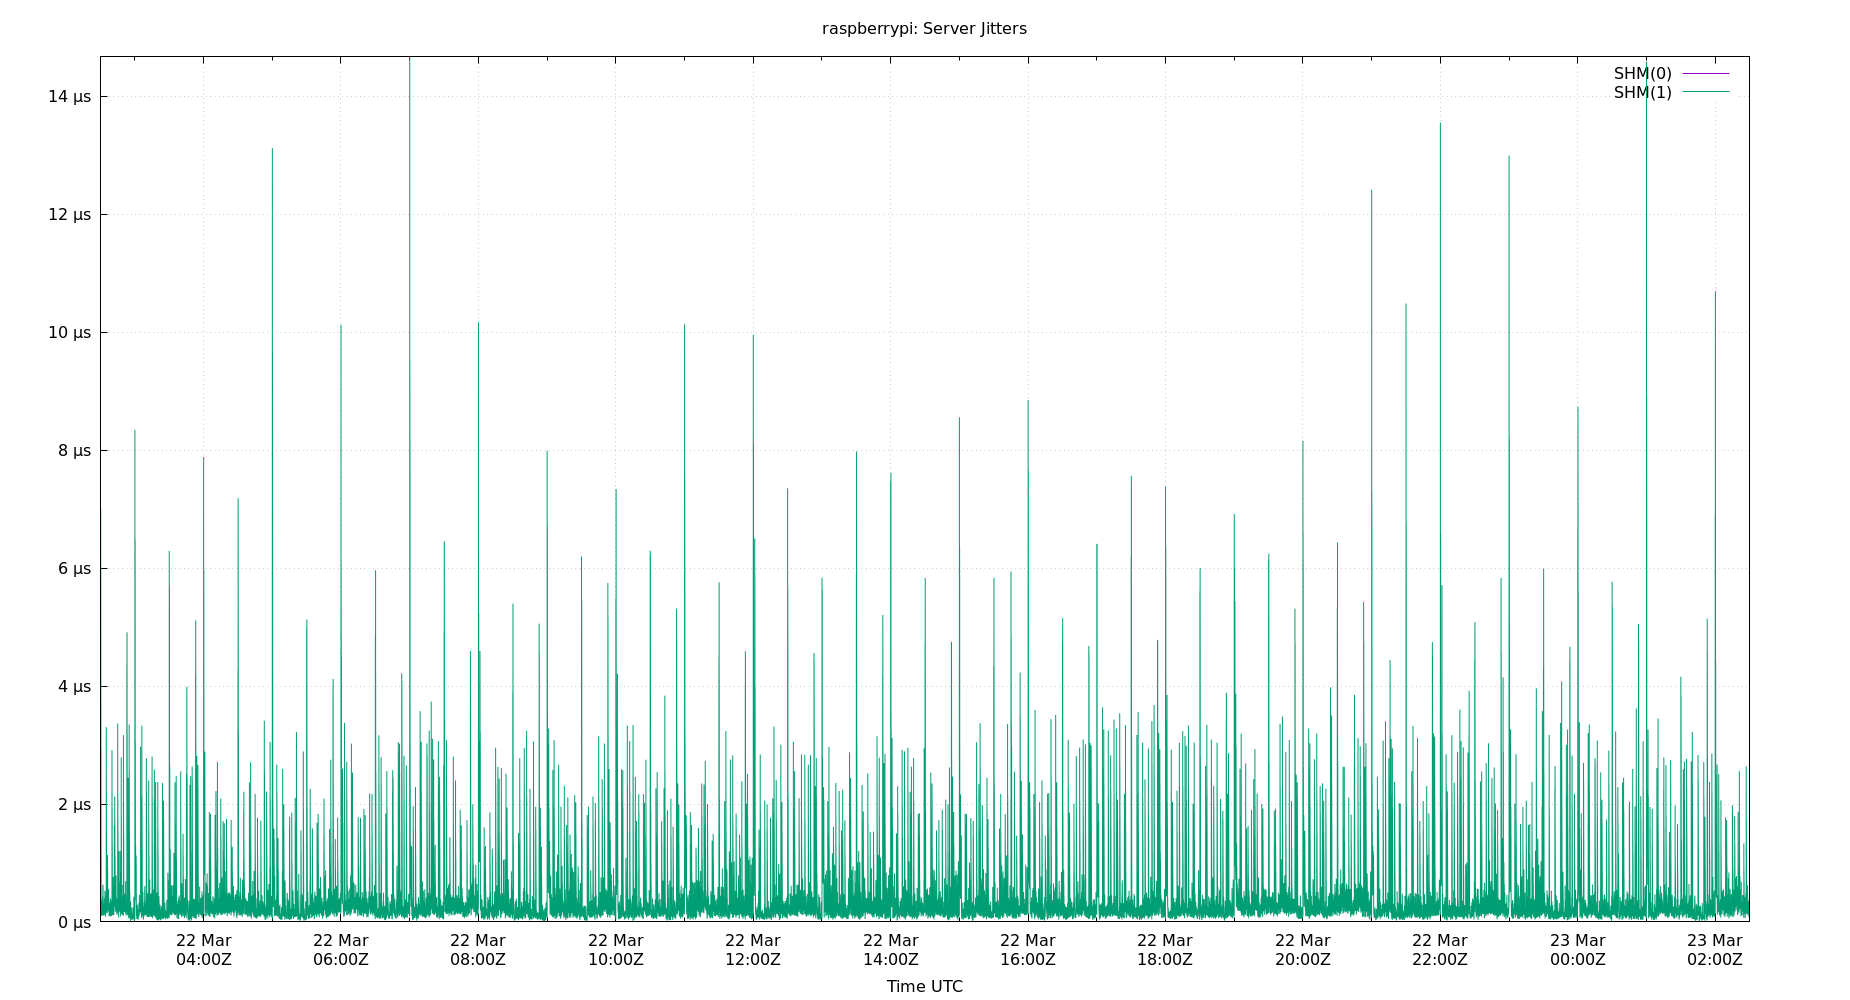 raspberrypi: Server Jitters
SHM(0)
SHM(1)
14 µs
12 µs
10 µs
8 µs
6 µs
4 µs
2 µs
0 µs
22 Mar 22 Mar 22 Mar 22 Mar 22 Mar 22 Mar 22 Mar 22 Mar 22 Mar 22 Mar 23 Mar 23 Mar
04:00Z 06:00Z 08:00Z 10:00Z 12:00Z 14:00Z 16:00Z 18:00Z 20:00Z 22:00Z 00:00Z 02:00Z
Time UTC